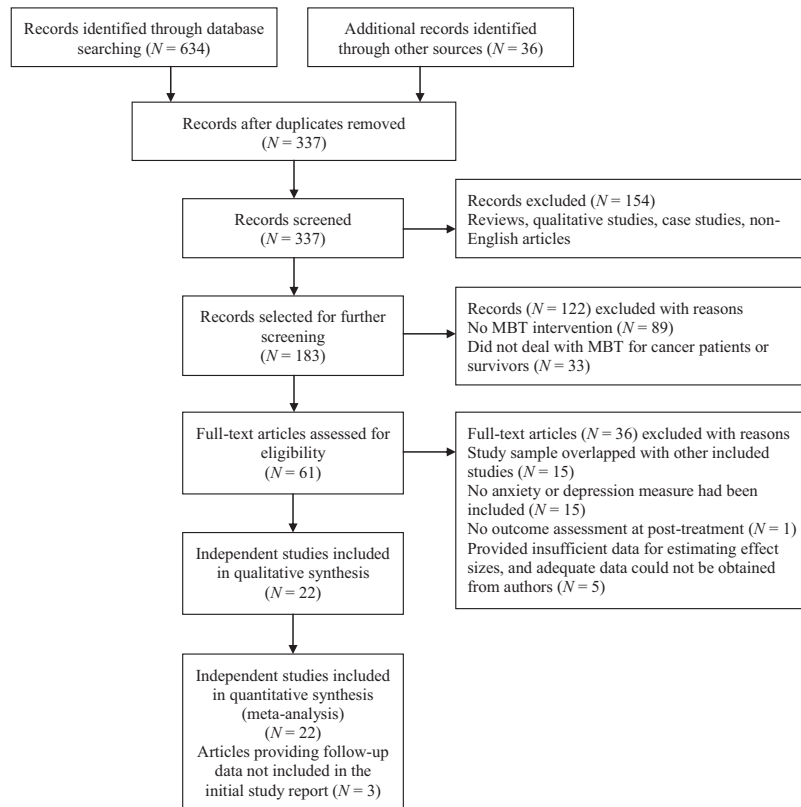 Records identified through database
searching (N = 634)
Additional records identified
through other sources (N = 36)
Records after duplicates removed
(N = 337)
Records screened
(N = 337)
Records excluded (N = 154)
Reviews, qualitative studies, case studies, non-
English articles
Records selected for further
screening
(N = 183)
Records (N = 122) excluded with reasons
No MBT intervention (N = 89)
Did not deal with MBT for cancer patients or
survivors (N = 33)
Full-text articles assessed for
eligibility
(N = 61)
Full-text articles (N = 36) excluded with reasons
Study sample overlapped with other included
studies (N = 15)
No anxiety or depression measure had been
included (N = 15)
No outcome assessment at post-treatment (N = 1)
Provided insufficient data for estimating effect
sizes, and adequate data could not be obtained
from authors (N = 5)
Independent studies included
in qualitative synthesis
(N = 22)
Independent studies included
in quantitative synthesis
(meta-analysis)
(N = 22)
Articles providing follow-up
data not included in the
initial study report (N = 3)